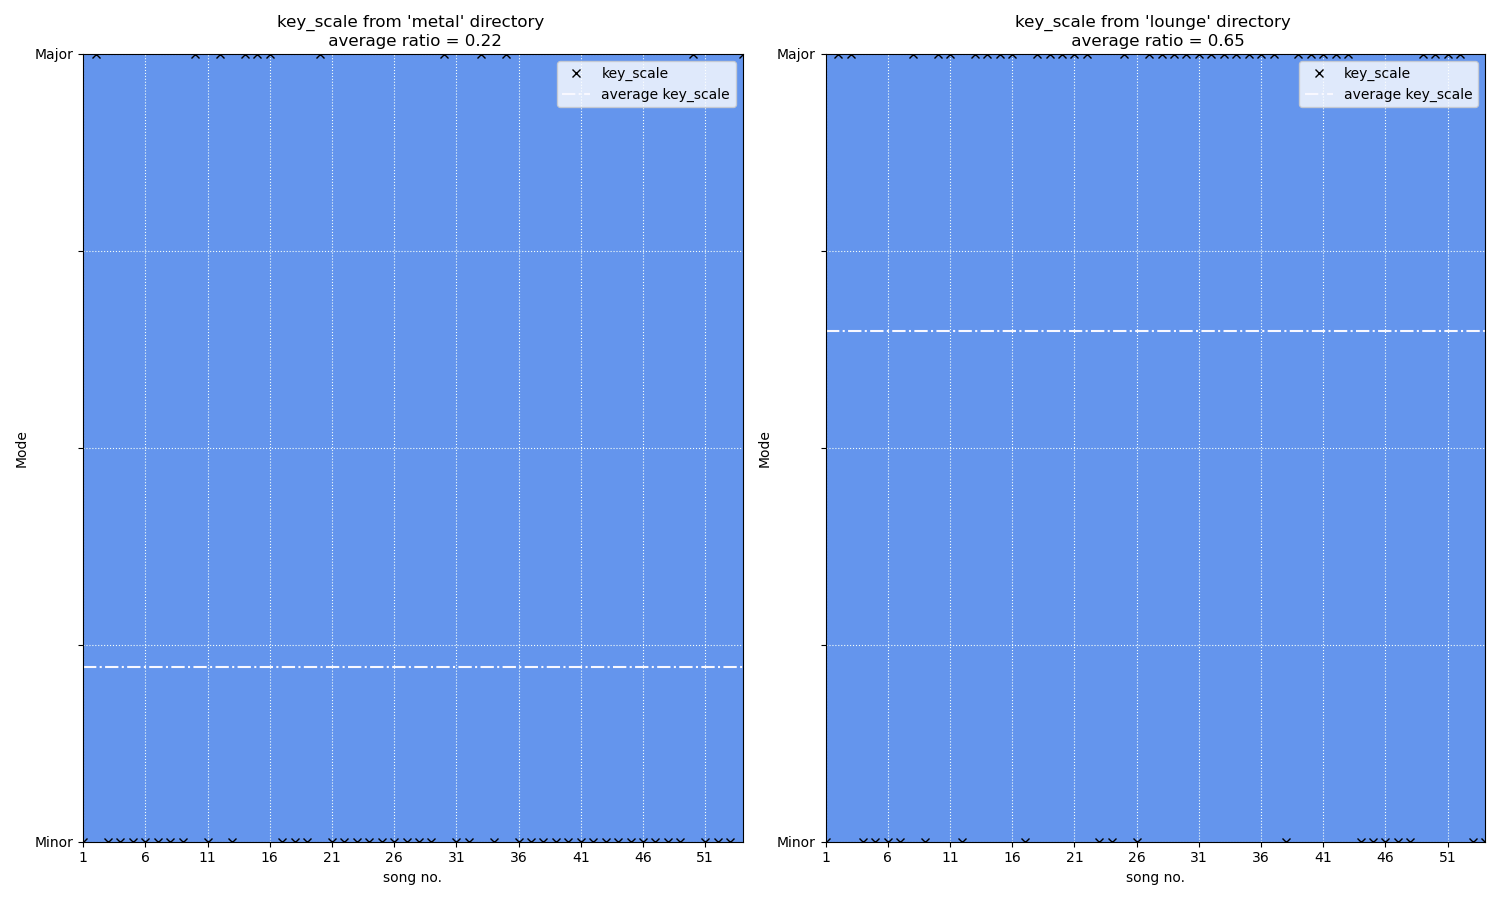 key_scale from 'metal' directory
average ratio = 0.22
Major
key_scale
average key_scale
Mode
Minor
1 6 11 16 21 26 31 36 41 46 51
song no.
key_scale from 'lounge' directory
average ratio = 0.65
Major
key_scale
average key_scale
Mode
Minor
1 6 11 16 21 26 31 36 41 46 51
song no.